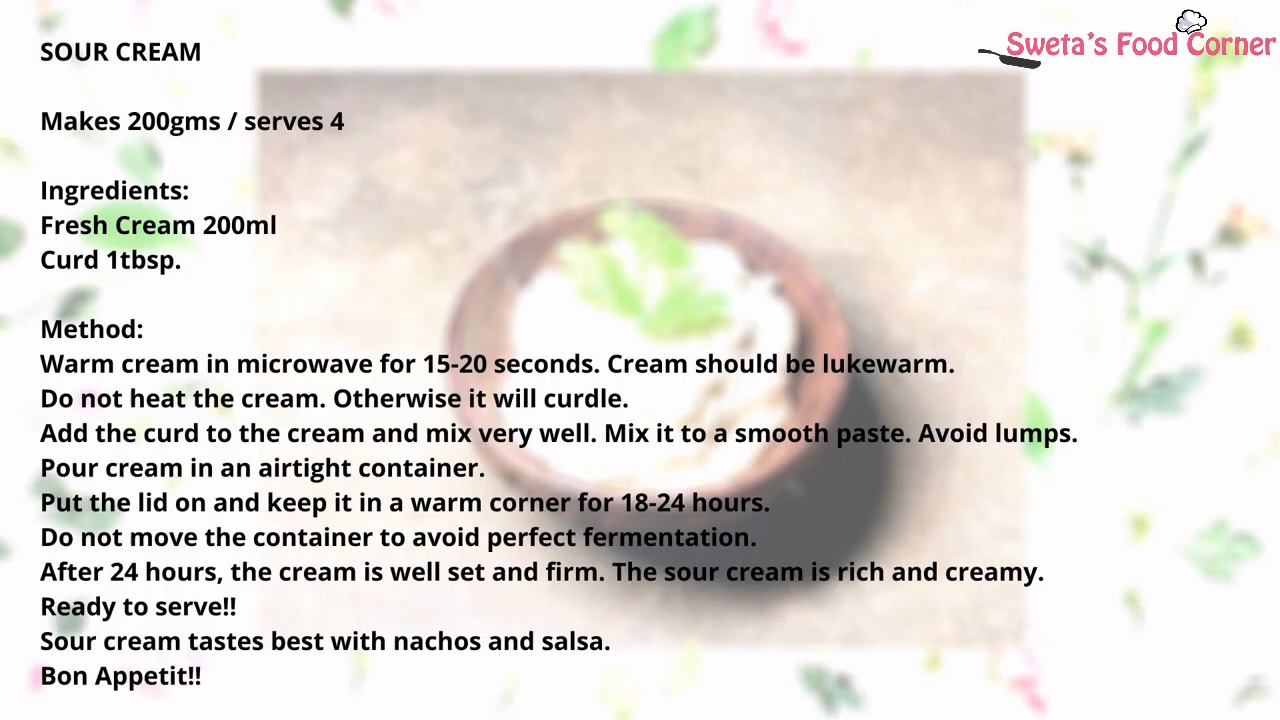 Sweta's Food Corner
SOUR CREAM
Makes 200gms / serves 4
Ingredients:
Fresh Cream 200ml
Curd 1tbsp.
Method:
Warm cream in microwave for 15-20 seconds. Cream should be lukewarm.
Do not heat the cream. Otherwise it will curdle.
Add the curd to the cream and mix very well. Mix it to a smooth paste. Avoid lumps.
Pour cream in an airtight container.
Put the lid on and keep it in a warm corner for 18-24 hours.
Do not move the container to avoid perfect fermentation.
After 24 hours, the cream is well set and firm. The sour cream is rich and creamy.
Ready to serve!!
Sour cream tastes best with nachos and salsa.
Bon Appetit!!